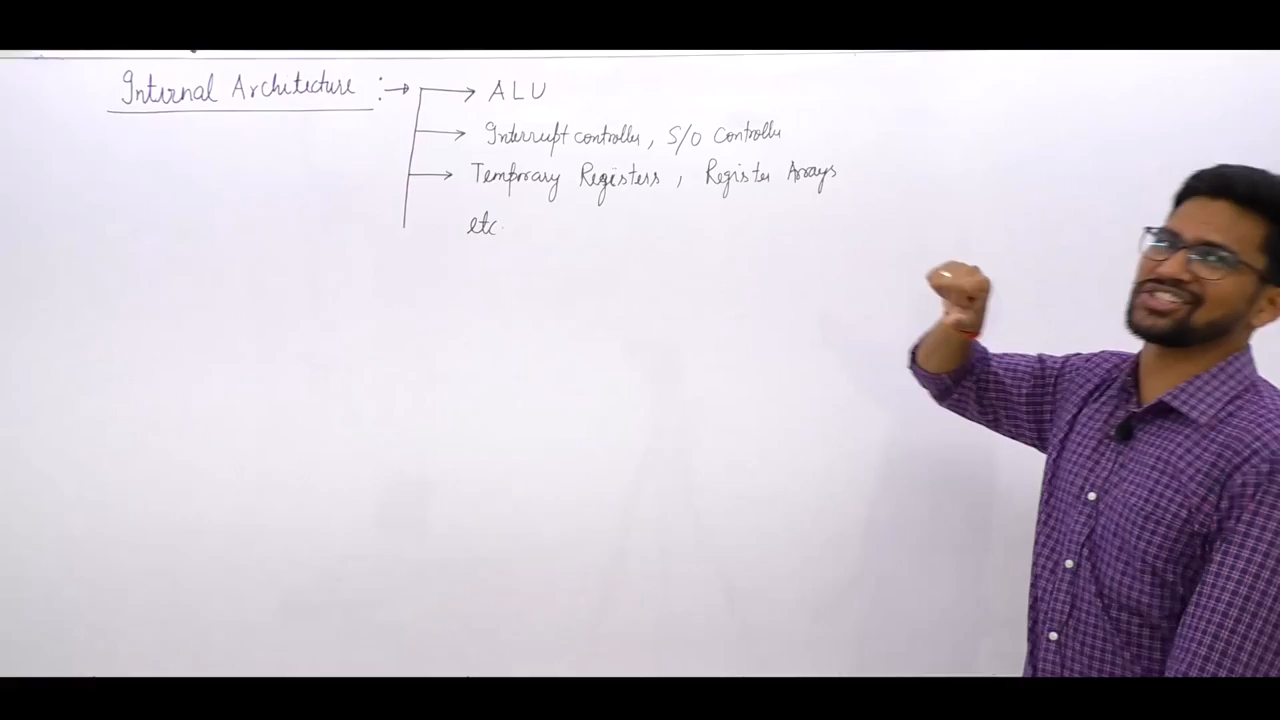 Internal Architecture :→ ALU
Interrupt controller, S/O Controller
Temporary Registers, Register Arrays
etc.